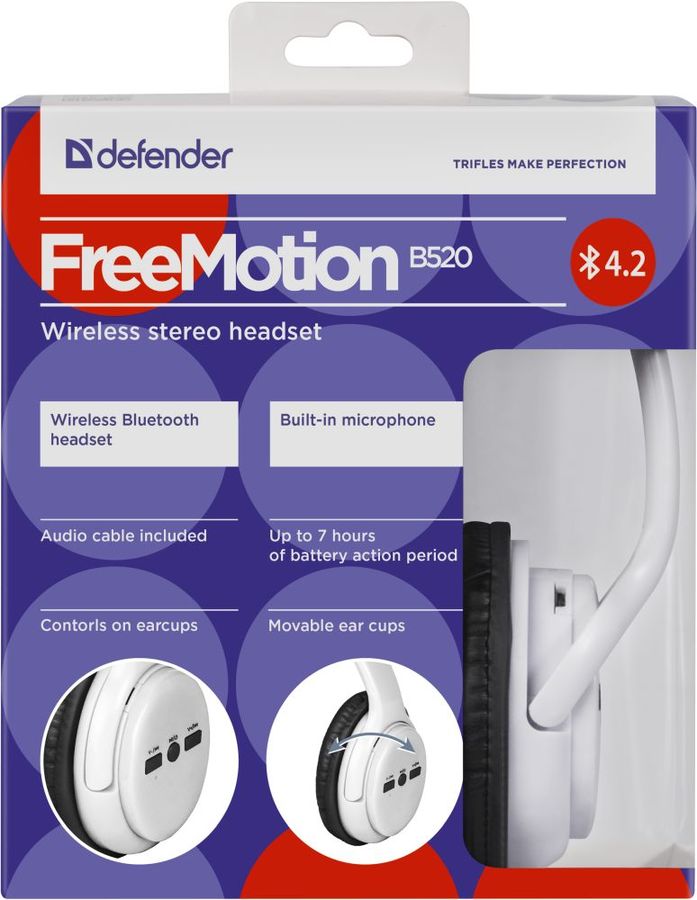 defender
TRIFLES MAKE PERFECTION
FreeMotion B520
4.2
Wireless stereo headset
Wireless Bluetooth
headset
Built-in microphone
Audio cable included
Up to 7 hours
of battery action period
Contorls on earcups
Movable ear cups